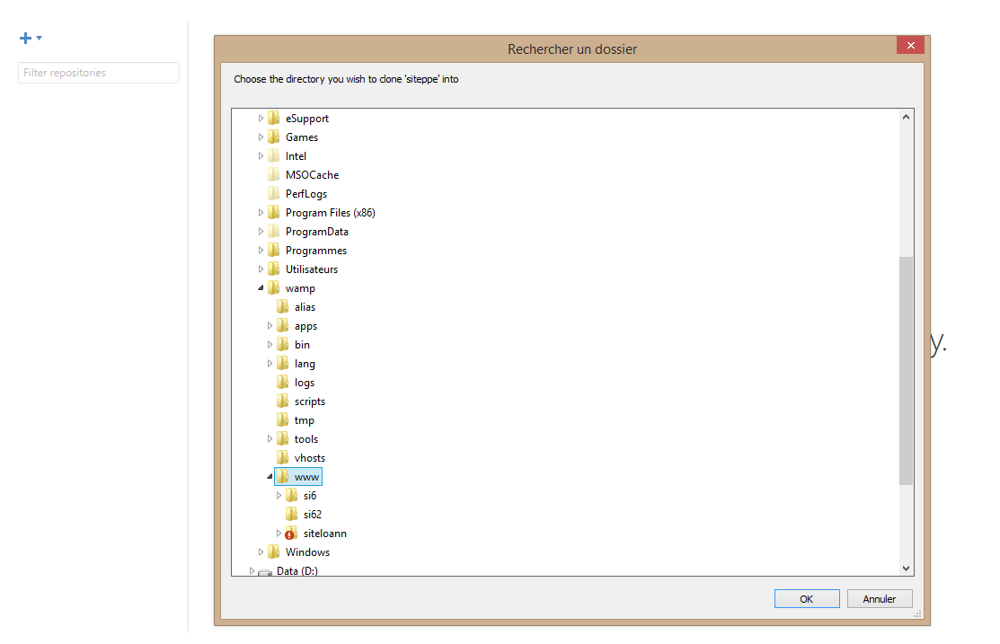 Filter repositories
Rechercher un dossier
Choose the directory you wish to clone 'siteppe' into
eSupport
Games
Intel
MSOCache
PerfLogs
Program Files (x86)
ProgramData
Programmes
Utilisateurs
wamp
alias
apps
bin
lang
logs
scripts
tmp
tools
vhosts
www
si6
si62
siteloann
Windows
Data (D:)
y.
OK
Annuler